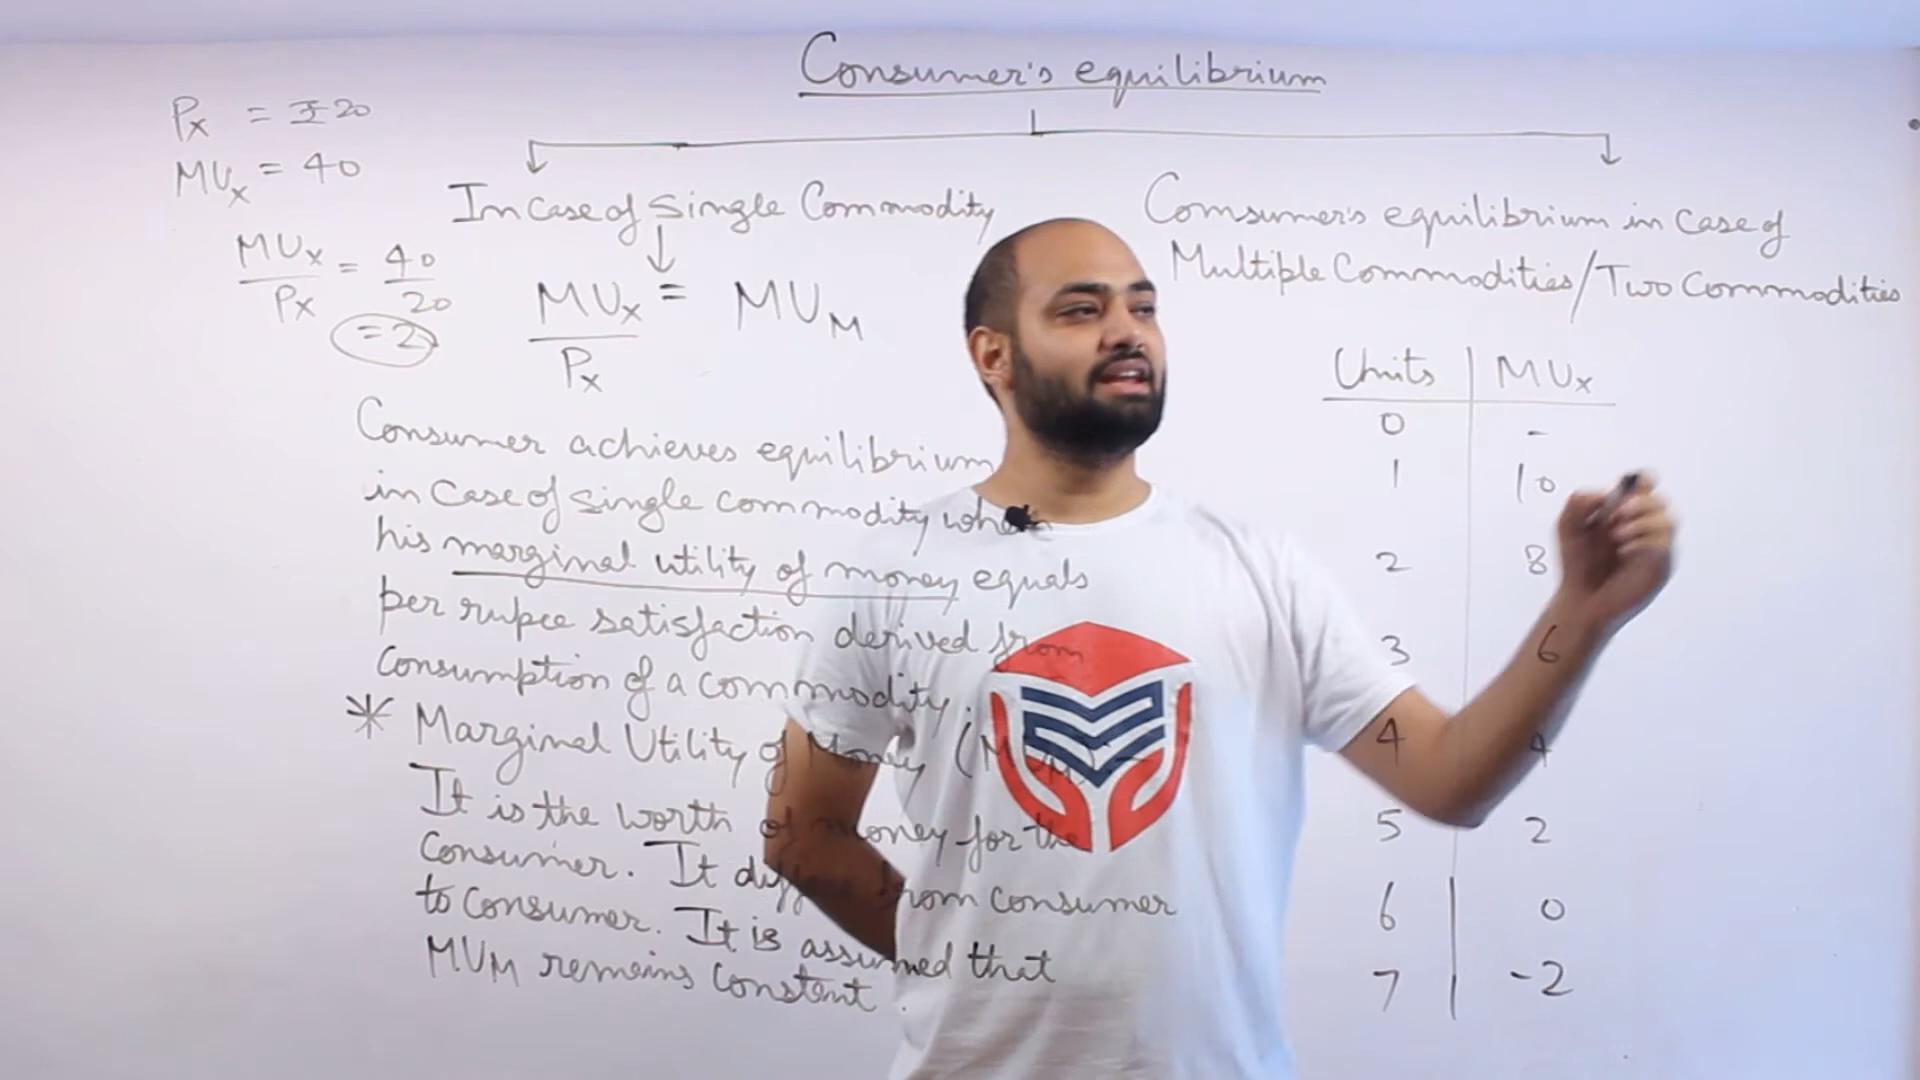 Consumer's equilibrium
Px = ₹20
MUx = 40
MUx/Px = 40/20
= 2
In Case of Single Commodity
MUx/Px = MUM
Consumer achieves equilibrium
in case of single commodity when
his marginal utility of money equals
per rupee satisfaction derived from
Consumption of a commodity.
* Marginal Utility of Money (MUM) -
It is the worth of money for the
Consumer. It differs from consumer
to consumer. It is assumed that
MUM remains constant.
Consumer's equilibrium in case of
Multiple Commodities/Two Commodities
Units | MUx
0 -
1 10
2 8
3 6
4 4
5 2
6 0
7 -2